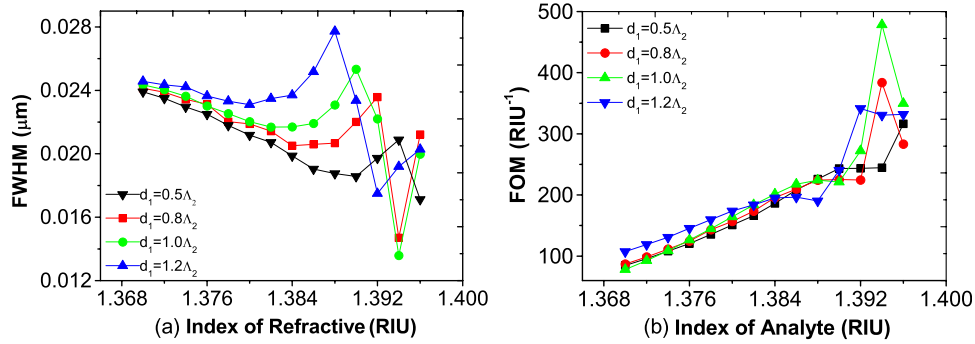 FWHM (μm)
0.028
0.024
0.020
0.016
0.012
d₁=0.5Λ₂
d₁=0.8Λ₂
d₁=1.0Λ₂
d₁=1.2Λ₂
1.368 1.376 1.384 1.392 1.400
(a) Index of Refractive (RIU)
FOM (RIU⁻¹)
500
400
300
200
100
d₁=0.5Λ₂
d₁=0.8Λ₂
d₁=1.0Λ₂
d₁=1.2Λ₂
1.368 1.376 1.384 1.392 1.400
(b) Index of Analyte (RIU)